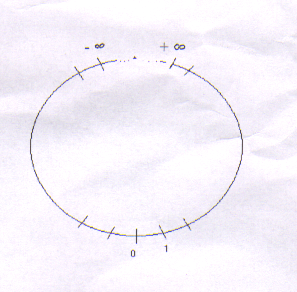 - ∞ + ∞
0 1